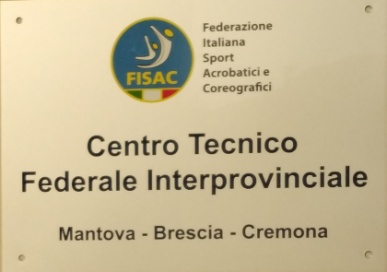 FISAC
Federazione
Italiana
Sport
Acrobatici e
Coreografici
Centro Tecnico
Federale Interprovinciale
Mantova - Brescia - Cremona